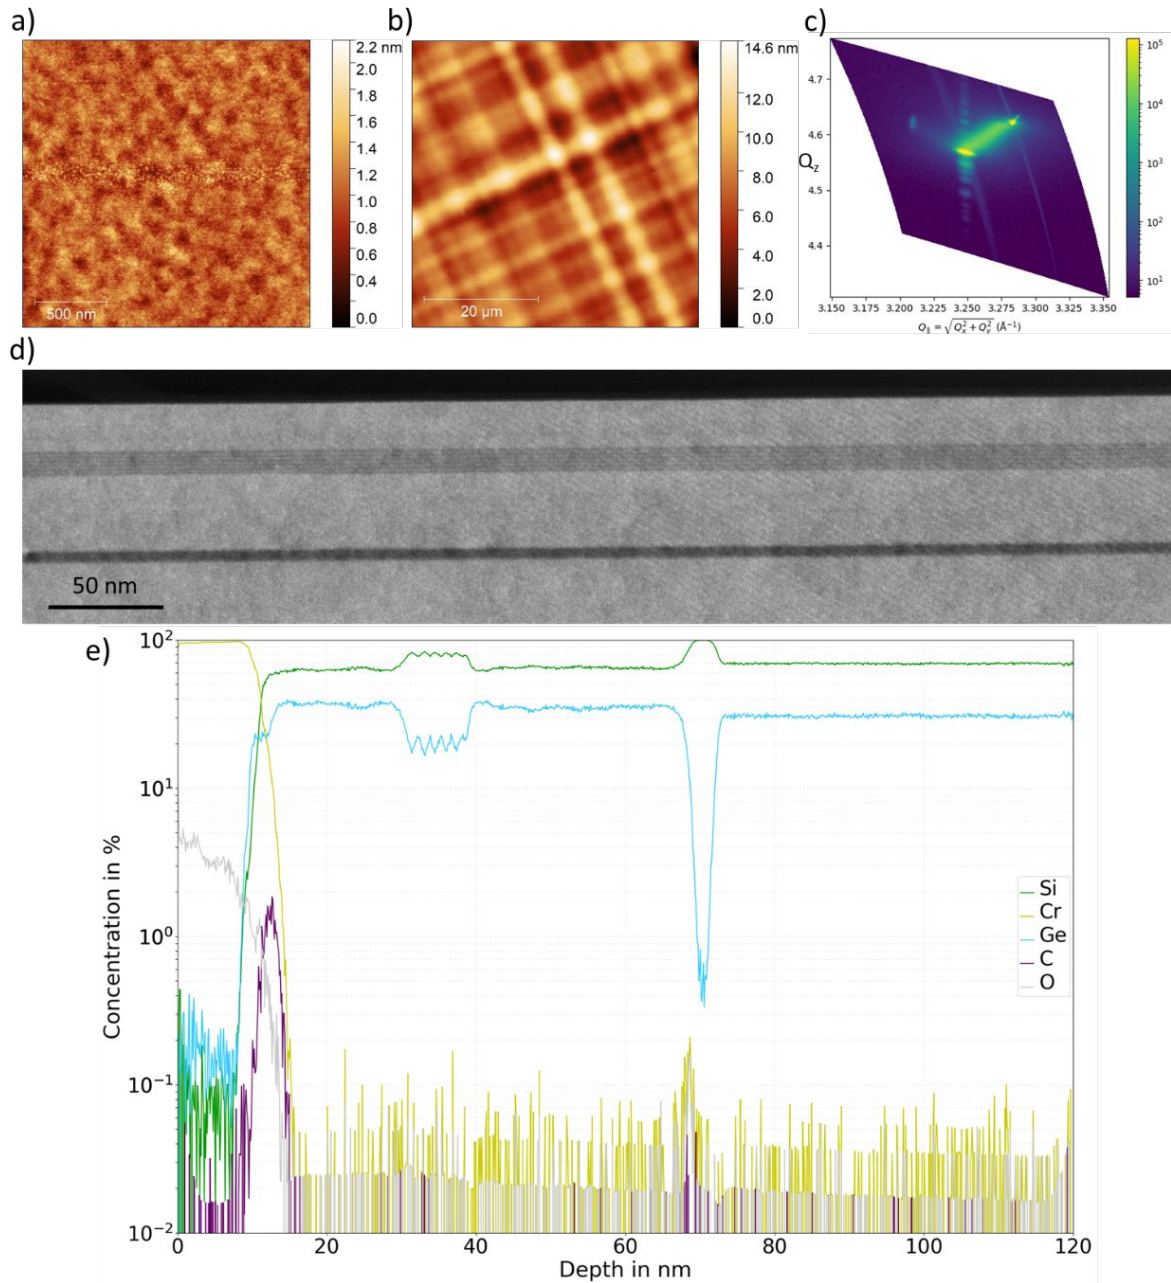 a)
2.2 nm
2.0
1.8
1.6
1.4
1.2
1.0
0.8
0.6
0.4
0.2
0.0
500 nm
b)
14.6 nm
12.0
10.0
8.0
6.0
4.0
2.0
0.0
20 µm
c)
4.7
4.6
4.5
4.4
Q_z
3.150 3.175 3.200 3.225 3.250 3.275 3.300 3.325 3.350
Q_∥ = √(Q_x^2 + Q_y^2) (Å⁻¹)
10⁵
10⁴
10³
10²
10¹
d)
50 nm
e)
10²
10¹
10⁰
10⁻¹
10⁻²
Concentration in %
Si
Cr
Ge
C
O
0 20 40 60 80 100 120
Depth in nm